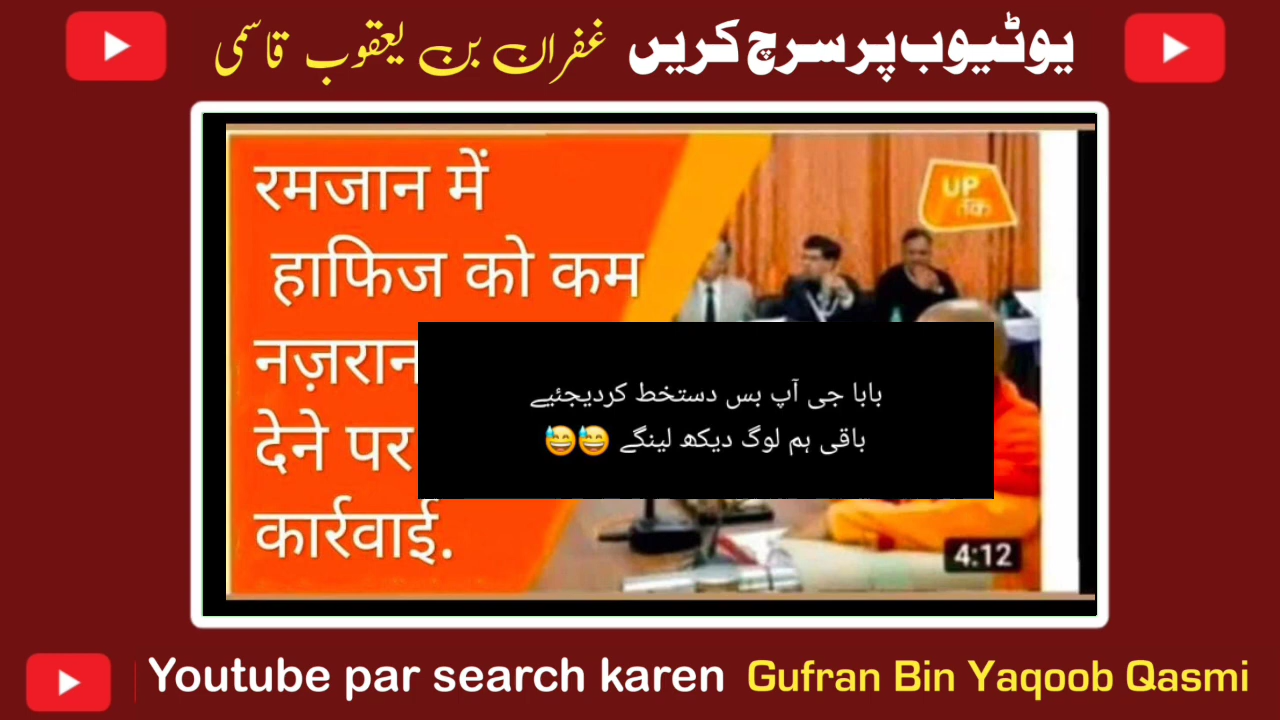 یوٹیوب پر سرچ کریں غفران بن یعقوب قاسمی
रमजान में
हाफिज को कम
नज़रान
देने पर
कार्रवाई.
UP
तक
بابا جی آپ بس دستخط کردیجئیے
باقی ہم لوگ دیکھ لینگے 😅😅
4:12
Youtube par search karen Gufran Bin Yaqoob Qasmi